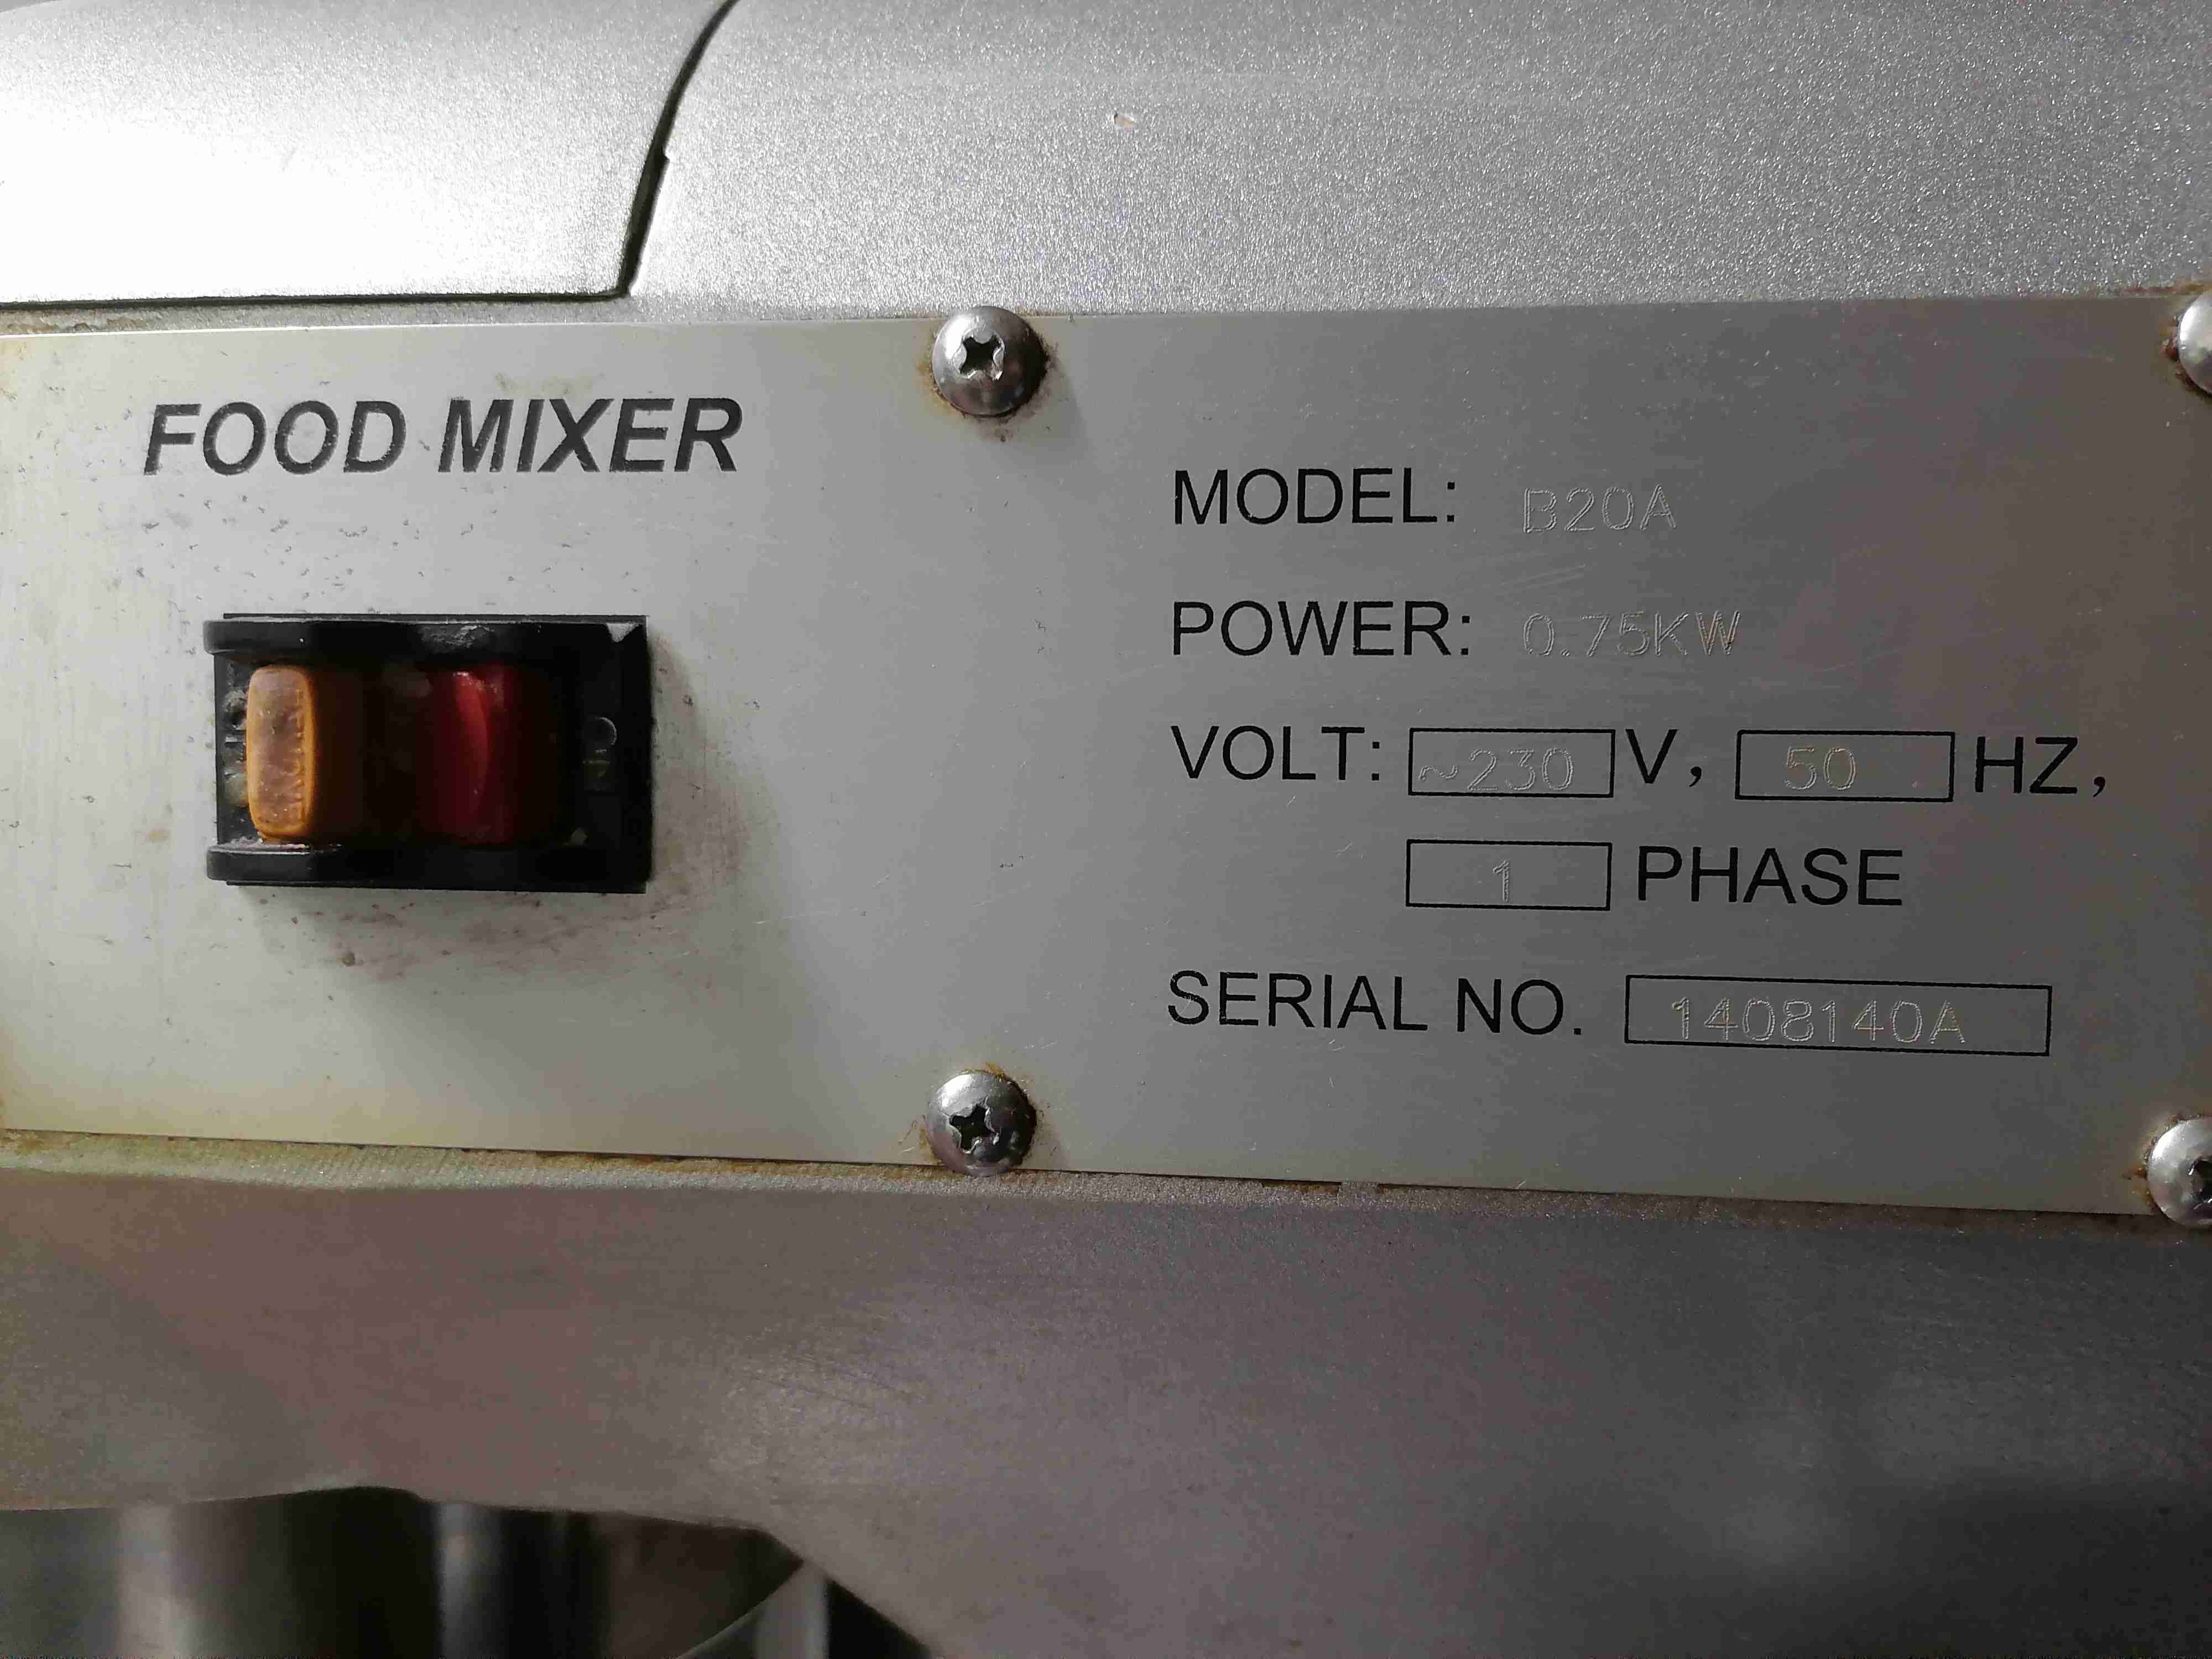 FOOD MIXER
MODEL: B20A
POWER: 0.75KW
VOLT: ~230 V, 50 HZ,
1 PHASE
SERIAL NO. 1408140A